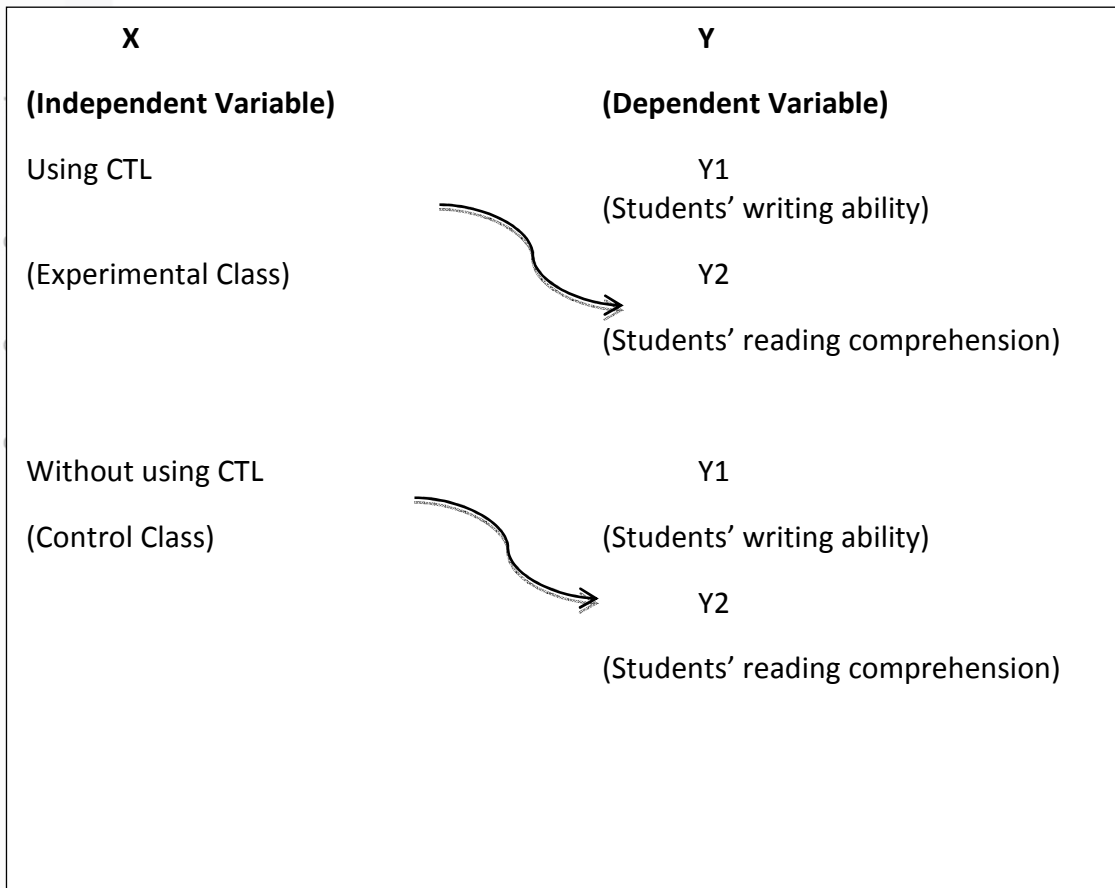 X Y
(Independent Variable) (Dependent Variable)
Using CTL Y1
(Students’ writing ability)
(Experimental Class) Y2
(Students’ reading comprehension)
Without using CTL Y1
(Control Class) (Students’ writing ability)
Y2
(Students’ reading comprehension)